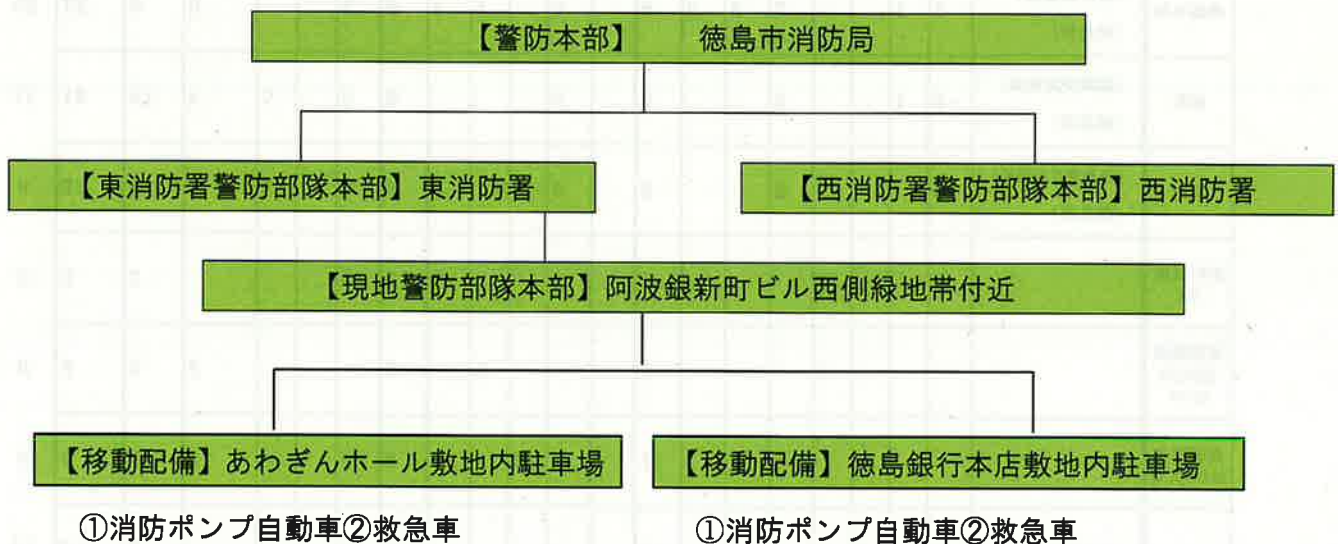 【警防本部】　　徳島市消防局
【東消防署警防部隊本部】東消防署
【西消防署警防部隊本部】西消防署
【現地警防部隊本部】阿波銀新町ビル西側緑地帯付近
【移動配備】あわぎんホール敷地内駐車場
【移動配備】徳島銀行本店敷地内駐車場
①消防ポンプ自動車②救急車
①消防ポンプ自動車②救急車